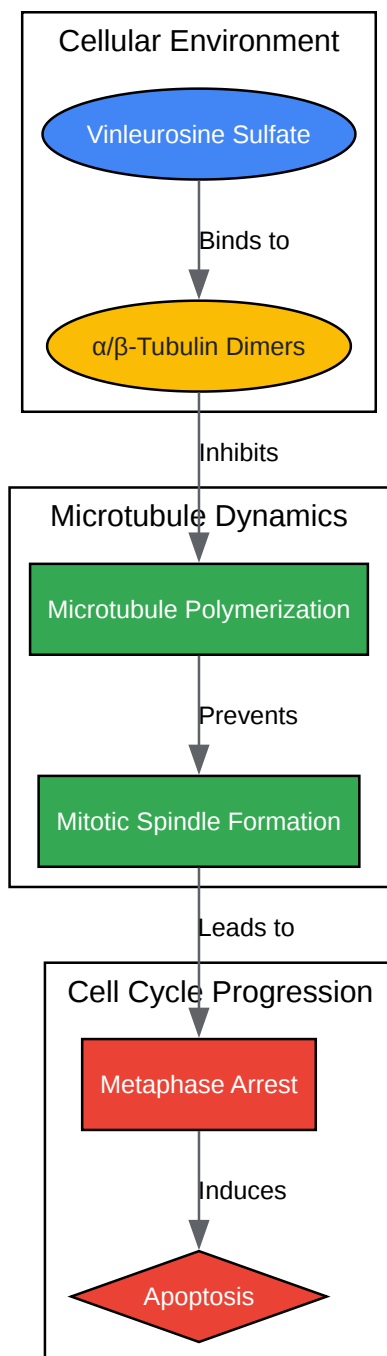 Cellular Environment
Vinleurosine Sulfate
Binds to
α/β-Tubulin Dimers
Inhibits
Microtubule Dynamics
Microtubule Polymerization
Prevents
Mitotic Spindle Formation
Leads to
Cell Cycle Progression
Metaphase Arrest
Induces
Apoptosis